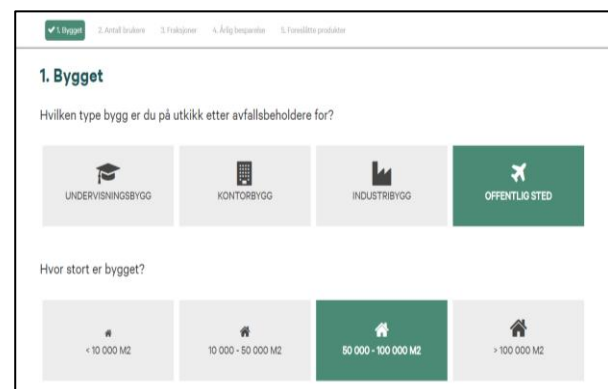 1. Bygget 2. Antall brukere 3. Fraksjoner 4. Årlig besparelse 5. Foreslåtte produkter
1. Bygget
Hvilken type bygg er du på utkikk etter avfallsbeholdere for?
UNDERVISNINGSBYGG KONTORBYGG INDUSTRIBYGG OFFENTLIG STED
Hvor stort er bygget?
< 10 000 M2 10 000 - 50 000 M2 50 000 - 100 000 M2 > 100 000 M2